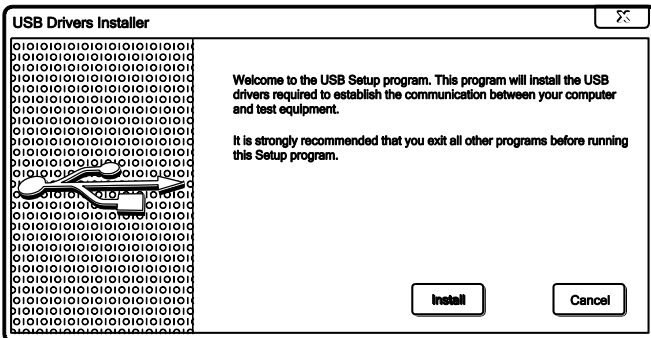 USB Drivers Installer
Welcome to the USB Setup program. This program will install the USB
drivers required to establish the communication between your computer
and test equipment.
It is strongly recommended that you exit all other programs before running
this Setup program.
Install
Cancel